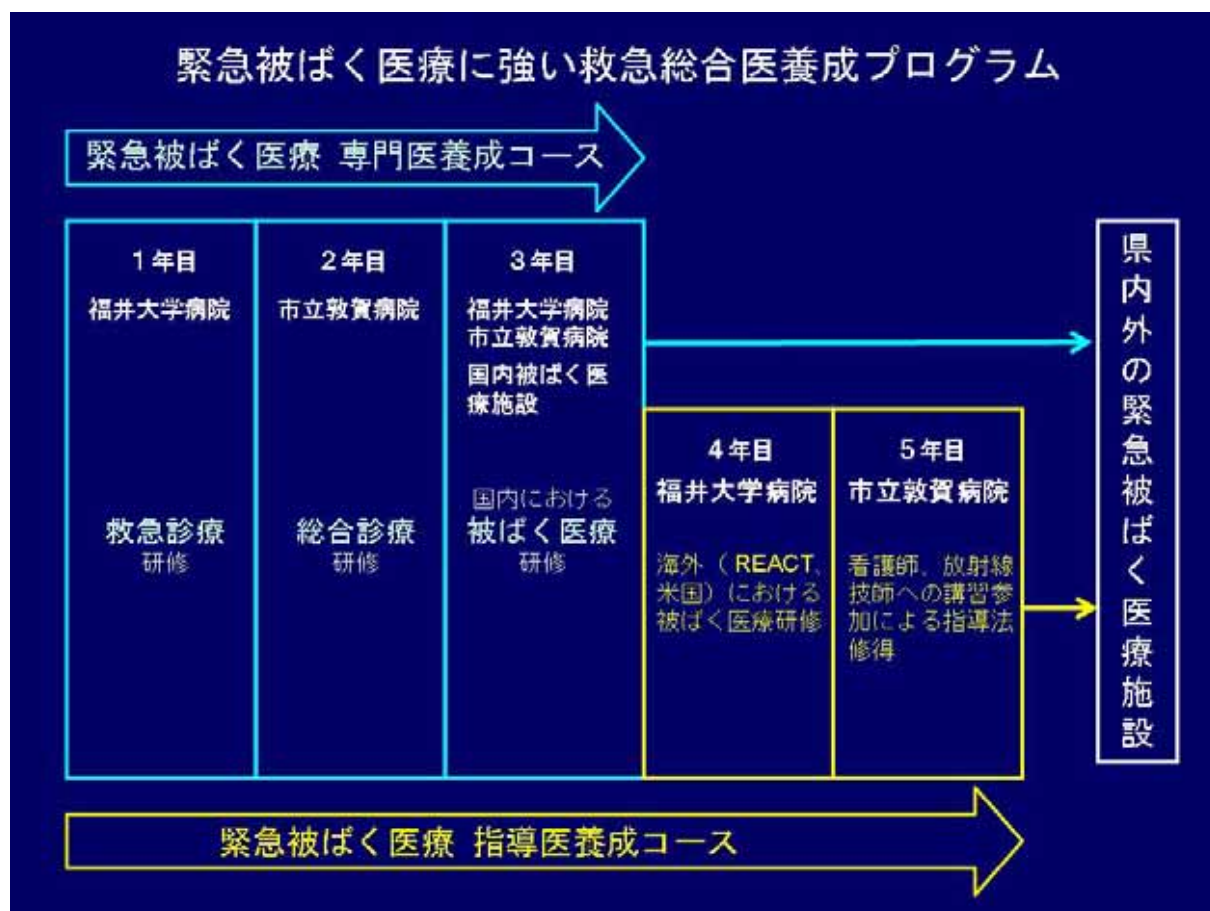 緊急被ばく医療に強い救急総合医養成プログラム
緊急被ばく医療 専門医養成コース
1年目
福井大学病院
救急診療
研修
2年目
市立敦賀病院
総合診療
研修
3年目
福井大学病院
市立敦賀病院
国内被ばく医
療施設
国内における
被ばく医療
研修
4年目
福井大学病院
海外（REACT、
米国）における
被ばく医療研修
5年目
市立敦賀病院
看護師、放射線
技師への講習参
加による指導法
修得
県内外の緊急被ばく医療施設
緊急被ばく医療 指導医養成コース